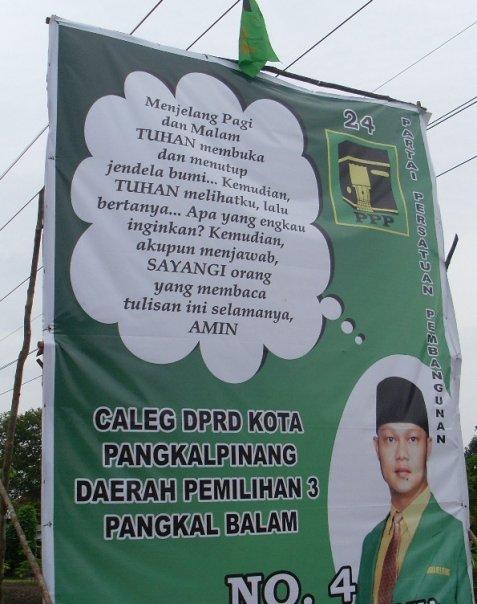 Menjelang Pagi
dan Malam
TUHAN membuka
dan menutup
jendela bumi... Kemudian,
TUHAN melihatku, lalu
bertanya... Apa yang engkau
inginkan? Kemudian,
akupun menjawab,
SAYANGI orang
yang membaca
tulisan ini selamanya,
AMIN
24
PPP
PARTAI PERSATUAN PEMBANGUNAN
CALEG DPRD KOTA
PANGKALPINANG
DAERAH PEMILIHAN 3
PANGKAL BALAM
NO. 4